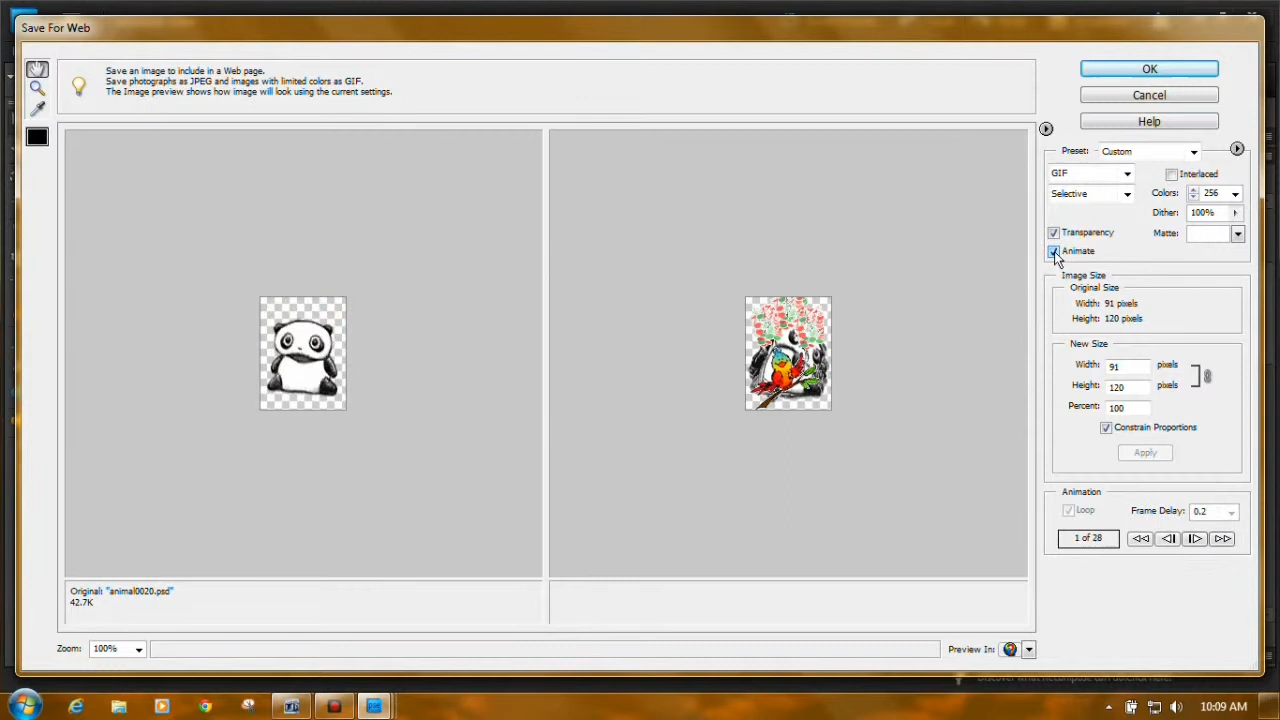 Save For Web
Save an image to include in a Web page.
Save photographs as JPEG and images with limited colors as GIF.
The Image preview shows how image will look using the current settings.
OK
Cancel
Help
Preset: Custom
GIF
Interlaced
Selective
Colors: 256
Dither: 100%
Transparency
Matte:
Animate
Image Size
Original Size
Width: 91 pixels
Height: 120 pixels
New Size
Width: 91 pixels
Height: 120 pixels
Percent: 100
Constrain Proportions
Apply
Animation
Loop
Frame Delay: 0.2
1 of 28
Original: "animal0020.psd"
42.7K
Zoom: 100%
Preview In:
10:09 AM